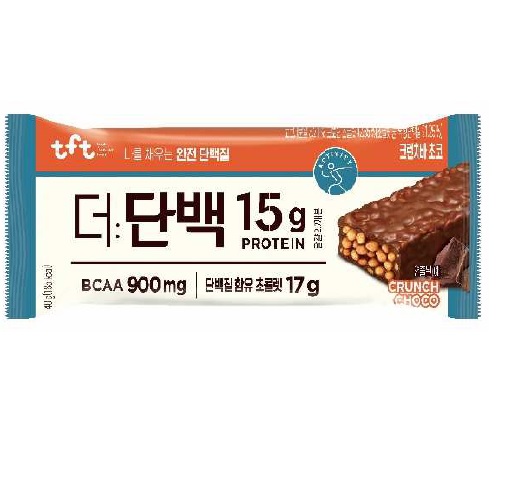 tft
나를 채우는 완전 단백질
크런치바 초코
ACTIVITY
더:단백 15g
PROTEIN
BCAA 900mg
단백질 함유 초콜릿 17g
CRUNCH
CHOCO